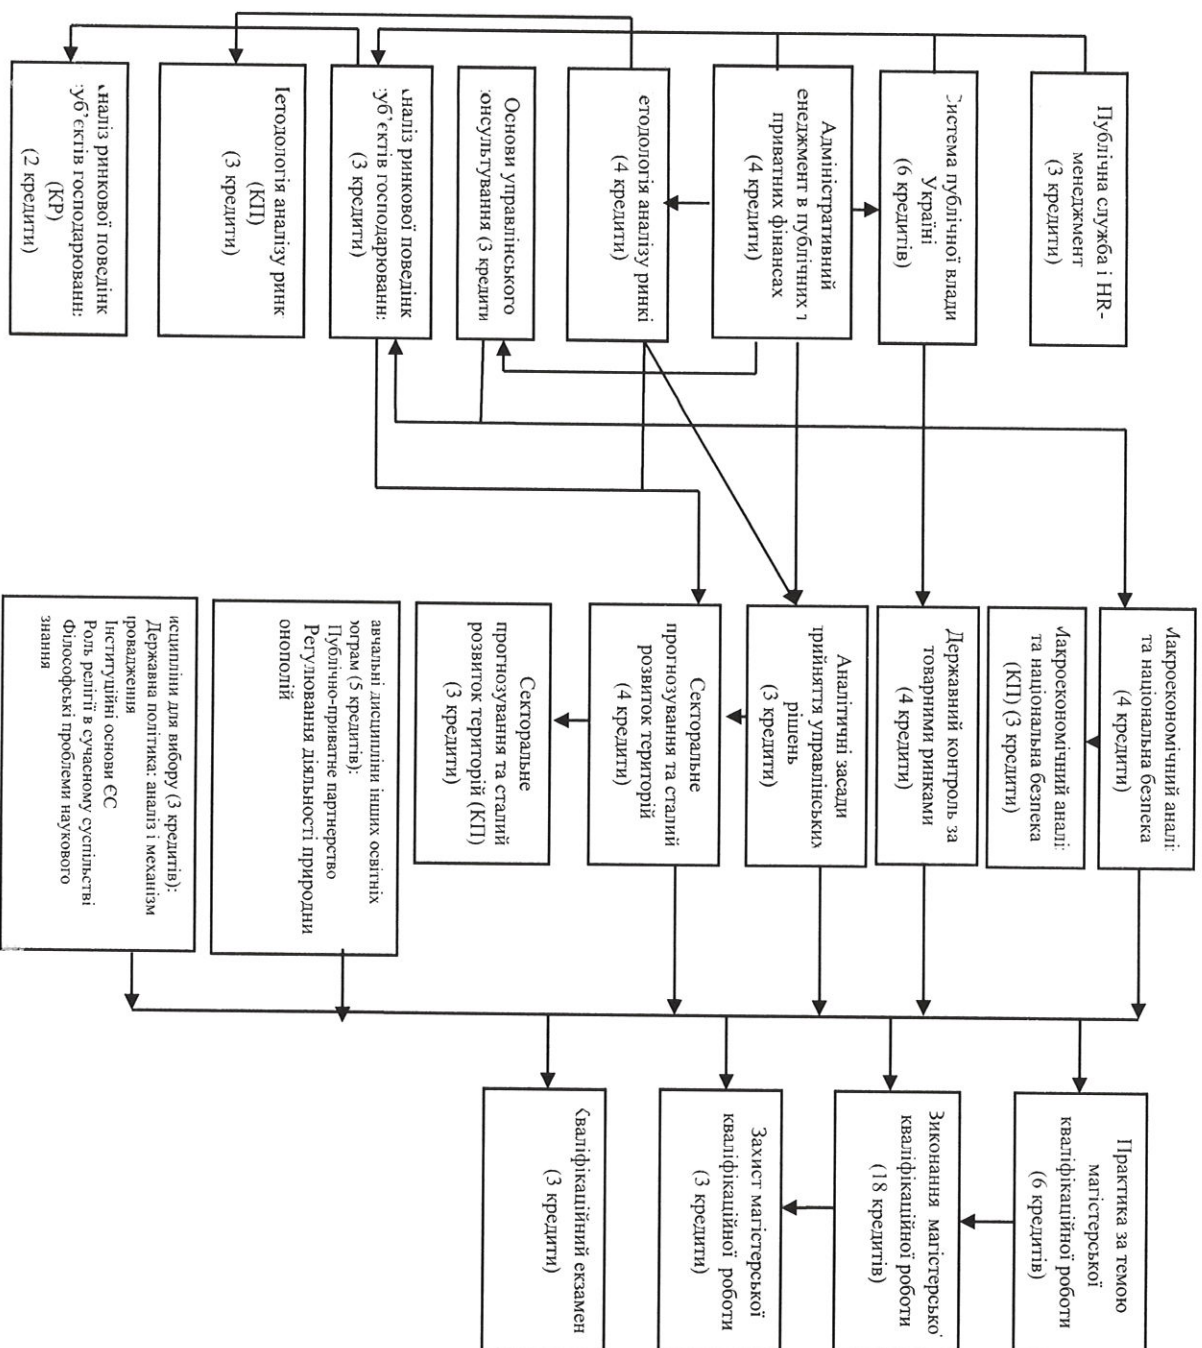 Публічна служба і HR-
менеджмент
(3 кредити)
Система публічної влади
Україні
(6 кредитів)
Адміністративний
енеджмент в публічних т
приватних фінансах
(4 кредити)
етодологія аналізу ринкі
(4 кредити)
Основи управлінського
консультування (3 кредити
наліз ринкової поведінк
суб’єктів господарюванн
(3 кредити)
етодологія аналізу ринк
(КП)
(3 кредити)
наліз ринкової поведінк
суб’єктів господарюванн
(КР)
(2 кредити)
Макроекономічний аналі
та національна безпека
(4 кредити)
Макроекономічний аналі
та національна безпека
(КП) (3 кредити)
Державний контроль за
товарними ринками
(4 кредити)
Аналітичні засади
прийняття управлінських
рішень
(3 кредити)
Секторальне
прогнозування та сталий
розвиток територій
(4 кредити)
Секторальне
прогнозування та сталий
розвиток територій (КП)
(3 кредити)
авчальні дисципліни інших освітніх
ограм (5 кредитів):
Публічно-приватне партнерство
Регулювання діяльності природни
онополій
исципліни для вибору (3 кредитів):
Державна політика: аналіз і механізм
провадження
Інституційні основи ЄС
Роль релігії в сучасному суспільстві
Філософські проблеми наукового
знання
Практика за темою
магістерської
кваліфікаційної роботи
(6 кредитів)
Виконання магістерсько
кваліфікаційної роботи
(18 кредитів)
Захист магістерської
кваліфікаційної роботи
(3 кредити)
Кваліфікаційний екзамен
(3 кредити)